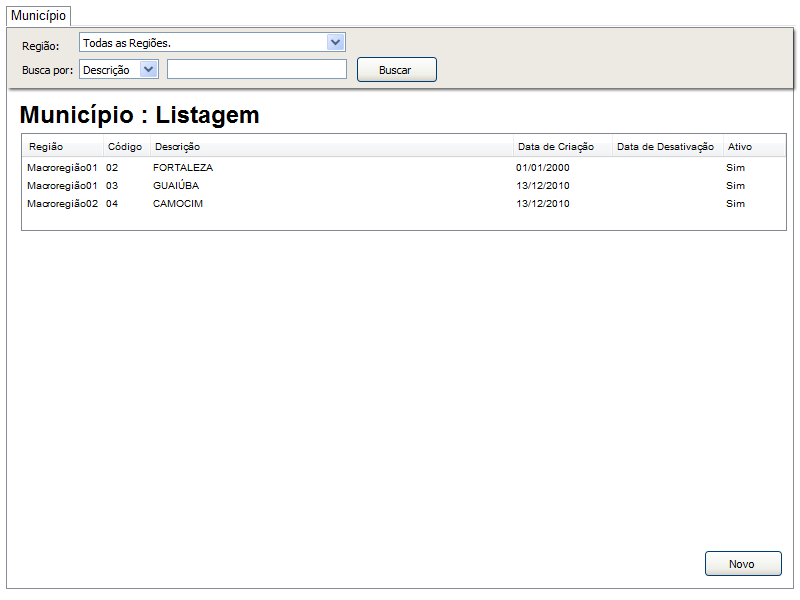 Município
Região: Todas as Regiões.
Busca por: Descrição Buscar
Município : Listagem
Região Código Descrição Data de Criação Data de Desativação Ativo
Macroregião01 02 FORTALEZA 01/01/2000 Sim
Macroregião01 03 GUAIÚBA 13/12/2010 Sim
Macroregião02 04 CAMOCIM 13/12/2010 Sim
Novo